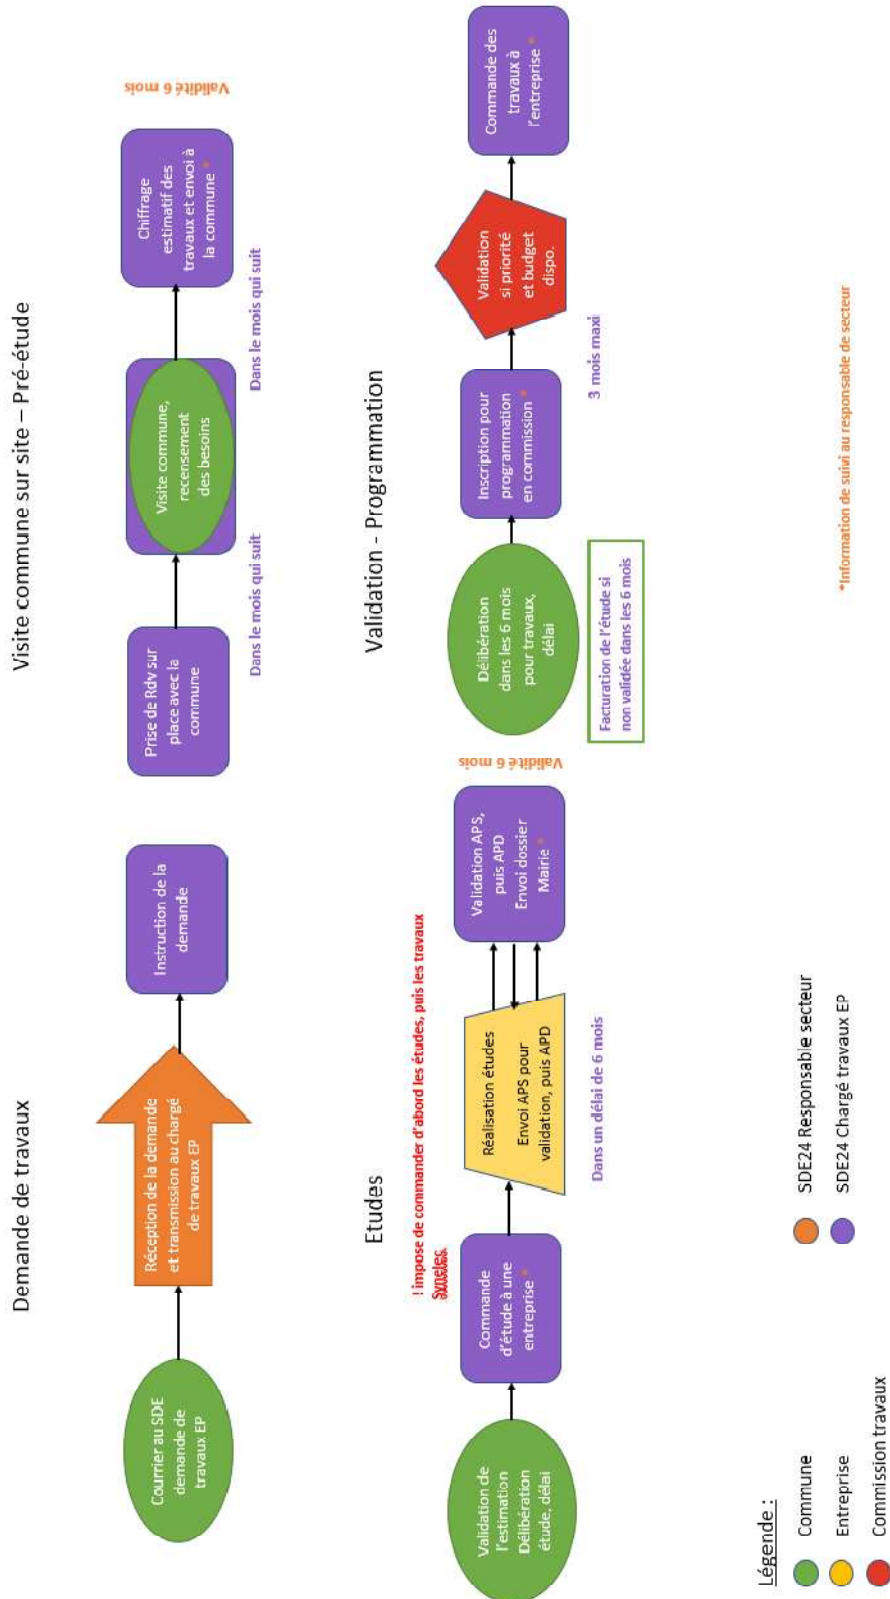 Demande de travaux
Courrier au SDE
demande de
travaux EP
Réception de la demande
et transmission au chargé
de travaux EP
Instruction de la
demande
Visite commune sur site – Pré-étude
Prise de Rdv sur
place avec la
commune
Dans le mois qui suit
Visite commune,
recensement
des besoins
Dans le mois qui suit
Chiffrage
estimatif des
travaux et envoi à
la commune *
Validité 6 mois
Etudes
! impose de commander d'abord les études, puis les travaux
Synelec
Validation de
l'estimation
Délibération
étude, délai
Commande
d'étude à une
entreprise *
Réalisation études
Envoi APS pour
validation, puis APD
Dans un délai de 6 mois
Validation APS,
puis APD
Envoi dossier
Mairie *
Validité 6 mois
Validation - Programmation
Délibération
dans les 6 mois
pour travaux,
délai
Facturation de l'étude si
non validée dans les 6 mois
Inscription pour
programmation
en commission *
3 mois maxi
Validation
si priorité
et budget
dispo.
Commande des
travaux à
l'entreprise *
*Information de suivi au responsable de secteur
Légende :
Commune
Entreprise
Commission travaux
SDE24 Responsable secteur
SDE24 Chargé travaux EP